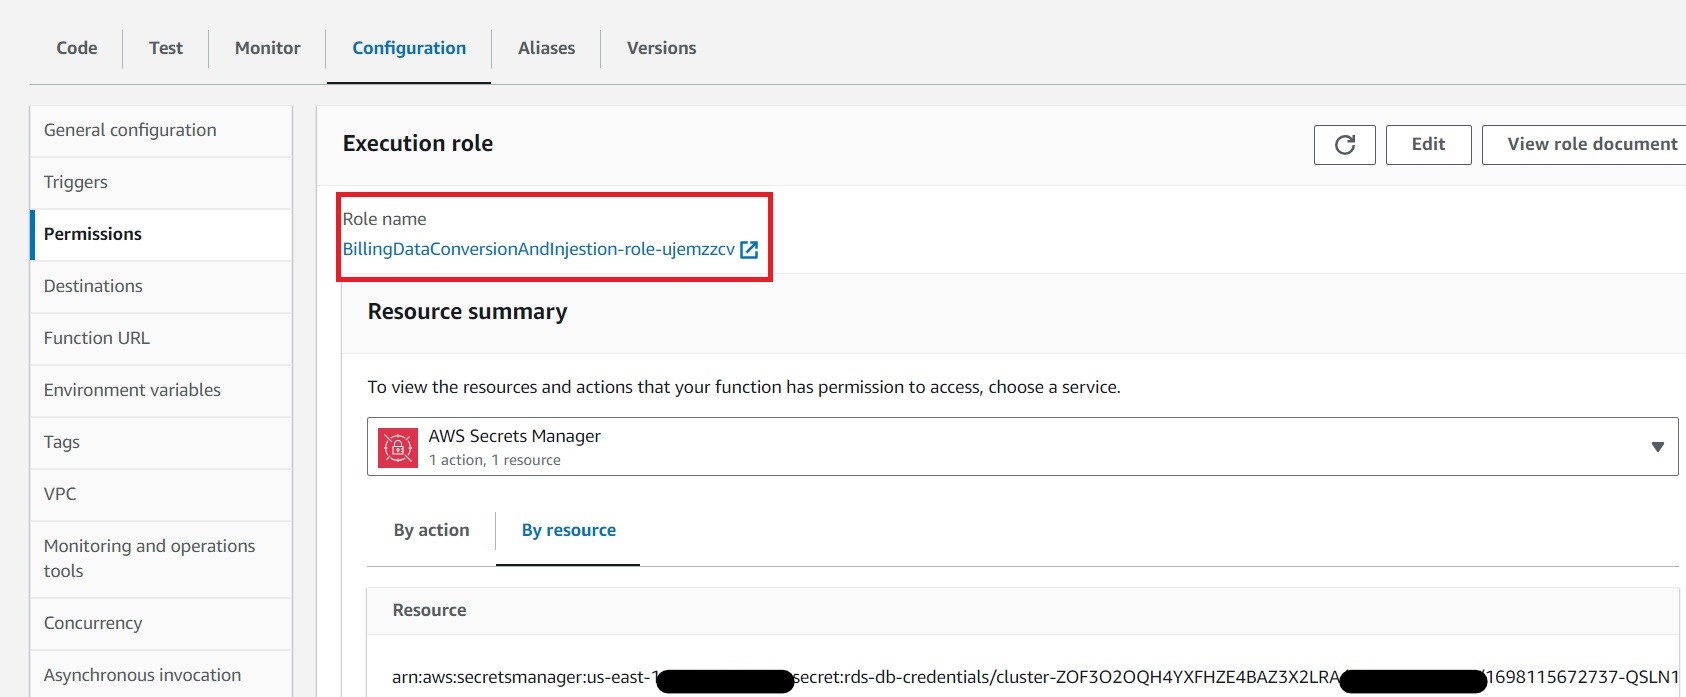 Code
Test
Monitor
Configuration
Aliases
Versions
General configuration
Triggers
Permissions
Destinations
Function URL
Environment variables
Tags
VPC
Monitoring and operations
tools
Concurrency
Asynchronous invocation
Execution role
Edit
View role document
Role name
BillingDataConversionAndInjestion-role-ujemzzcv
Resource summary
To view the resources and actions that your function has permission to access, choose a service.
AWS Secrets Manager
1 action, 1 resource
By action
By resource
Resource
arn:aws:secretsmanager:us-east-1 secret:rds-db-credentials/cluster-ZOF3O2OQH4YXFHZE4BAZ3X2LRA/ /1698115672737-QSLN1